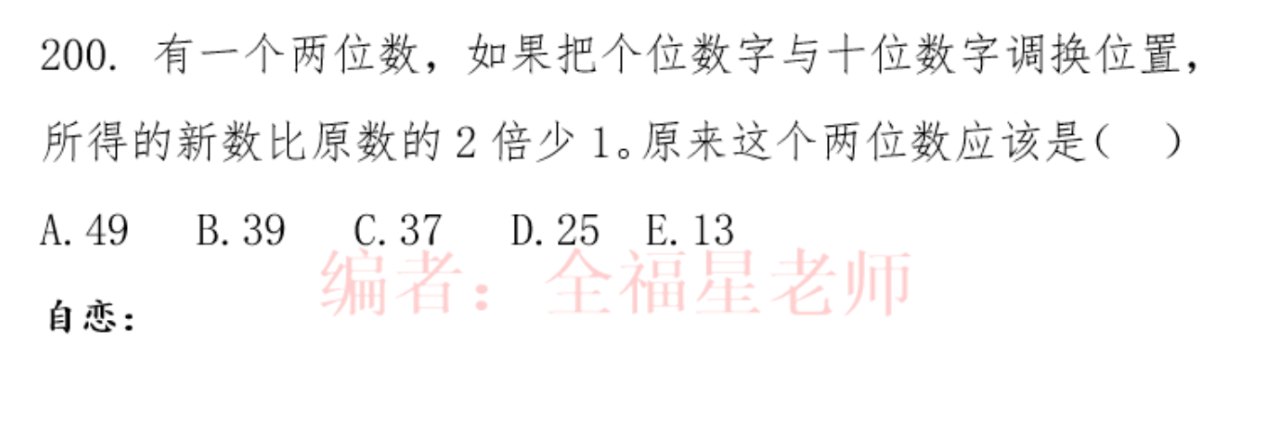 200. 有一个两位数，如果把个位数字与十位数字调换位置，
所得的新数比原数的 2 倍少 1。原来这个两位数应该是（ ）
A. 49 B. 39 C. 37 D. 25 E. 13
编者：全福星老师
自恋：